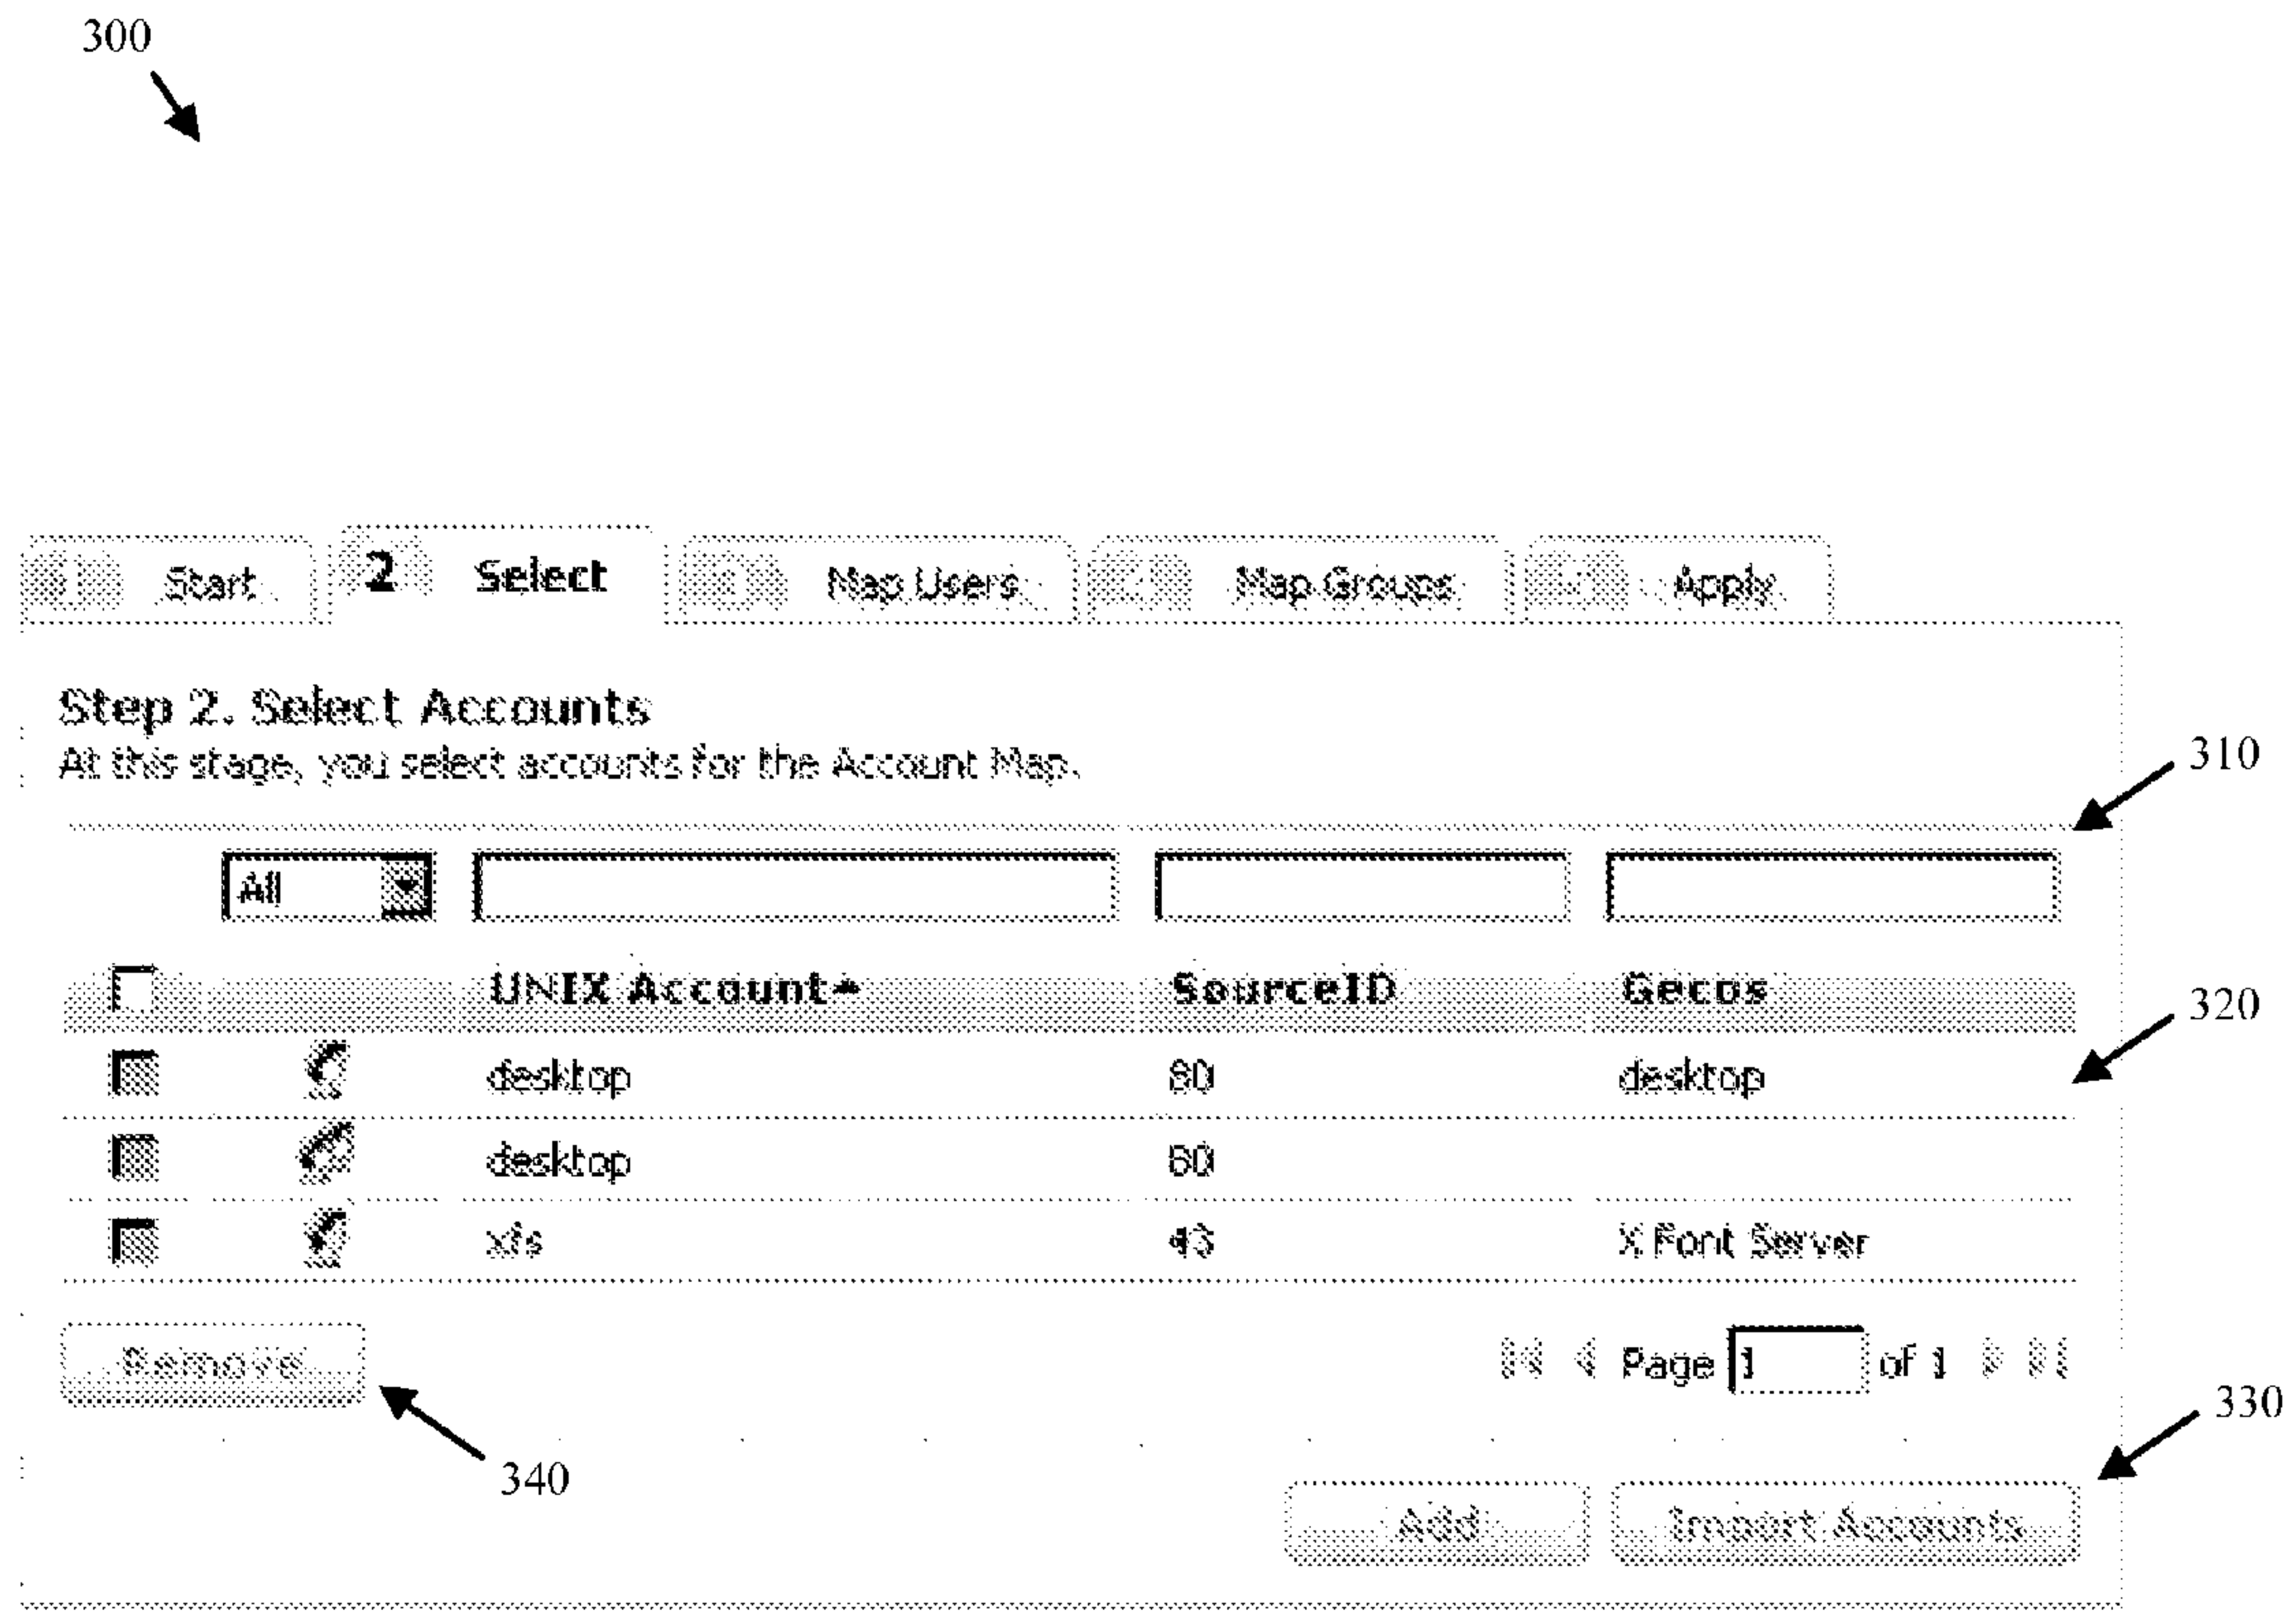 300
1 Start 2 Select Map Users Map Groups Apply
Step 2. Select Accounts
At this stage, you select accounts for the Account Map.
310
All
UNIX Account SourceID Gecos
320
desktop 80 desktop
desktop 80
xfs 43 X Font Server
Remove Page 1 of 1
330
340
Add Import Accounts